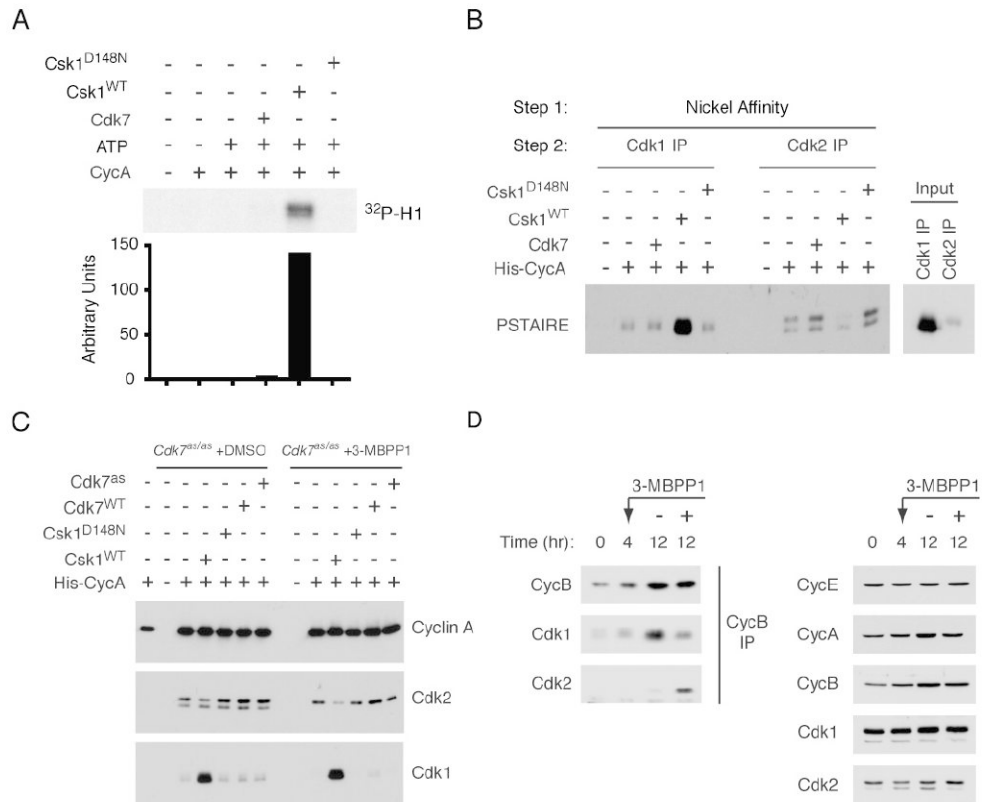 A
Csk1D148N - - - - - +
Csk1WT - - - - + -
Cdk7 - - - + - -
ATP - - + + + +
CycA - + + + + +
32P-H1
Arbitrary Units
150
100
50
0
B
Step 1: Nickel Affinity
Step 2: Cdk1 IP Cdk2 IP
Csk1D148N - - - - + - - - - +
Csk1WT - - - + - - - - + -
Cdk7 - - + - - - - + - -
His-CycA - + + + + - + + + +
Input
Cdk1 IP
Cdk2 IP
PSTAIRE
C
Cdk7as/as +DMSO Cdk7as/as +3-MBPP1
Cdk7as - - - - - - + - - - - - +
Cdk7WT - - - - - + - - - - - + -
Csk1D148N - - - - + - - - - - + - -
Csk1WT - - - + - - - - - + - - -
His-CycA + - + + + + + - + + + + +
Cyclin A
Cdk2
Cdk1
D
3-MBPP1
- +
Time (hr): 0 4 12 12
CycB
Cdk1
Cdk2
CycB
IP
3-MBPP1
- +
0 4 12 12
CycE
CycA
CycB
Cdk1
Cdk2